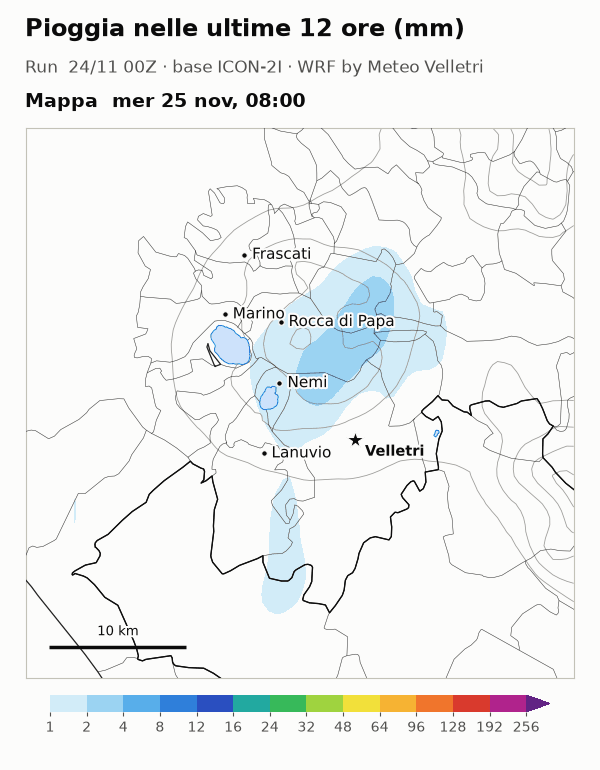 Pioggia nelle ultime 12 ore (mm)
Run  24/11 00Z · base ICON-2I · WRF by Meteo Velletri
Mappa  mer 25 nov, 08:00
Frascati
Marino
Rocca di Papa
Nemi
Velletri
Lanuvio
10 km
1 2 4 8 12 16 24 32 48 64 96 128 192 256